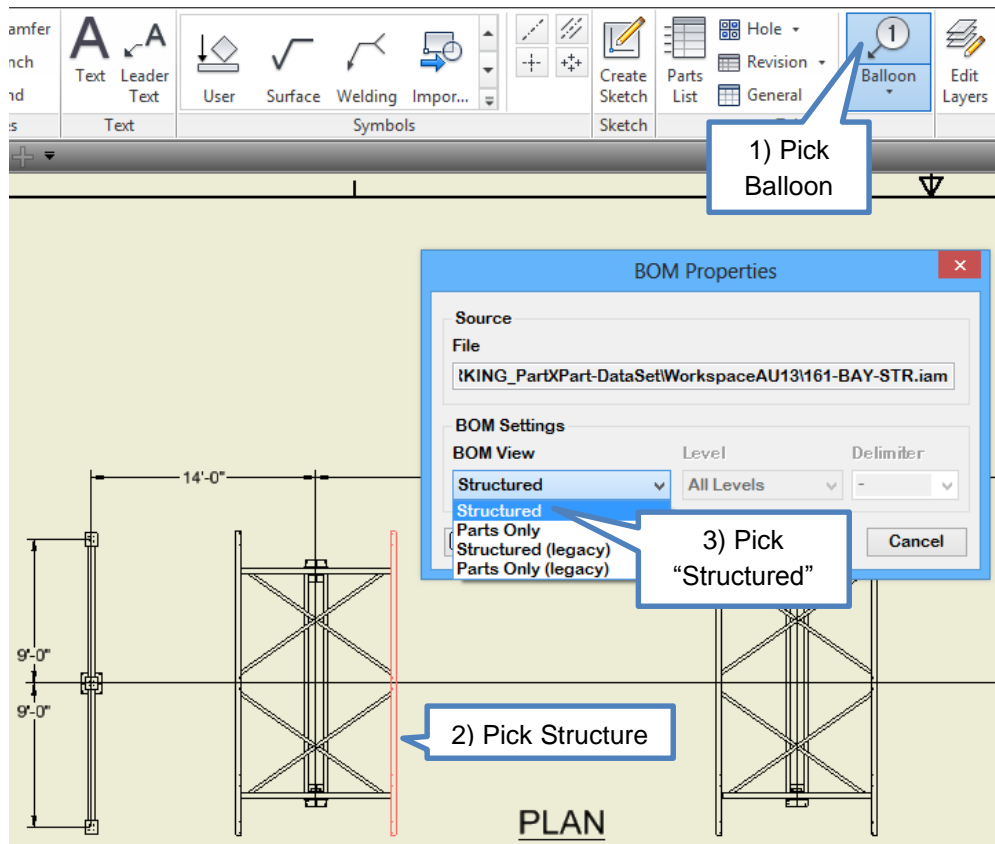 amfer
nch
nd
Text
Leader
Text
User
Surface
Welding
Impor...
Create
Sketch
Parts
List
Hole
Revision
General
1
Balloon
Edit
Layers
Text
Symbols
Sketch
1) Pick
Balloon
BOM Properties
Source
File
KING_PartXPart-DataSet\WorkspaceAU13\161-BAY-STR.iam
BOM Settings
BOM View
Level
Delimiter
Structured
All Levels
-
Structured
Parts Only
Structured (legacy)
Parts Only (legacy)
Cancel
3) Pick
“Structured”
14'-0"
9'-0"
9'-0"
2) Pick Structure
PLAN